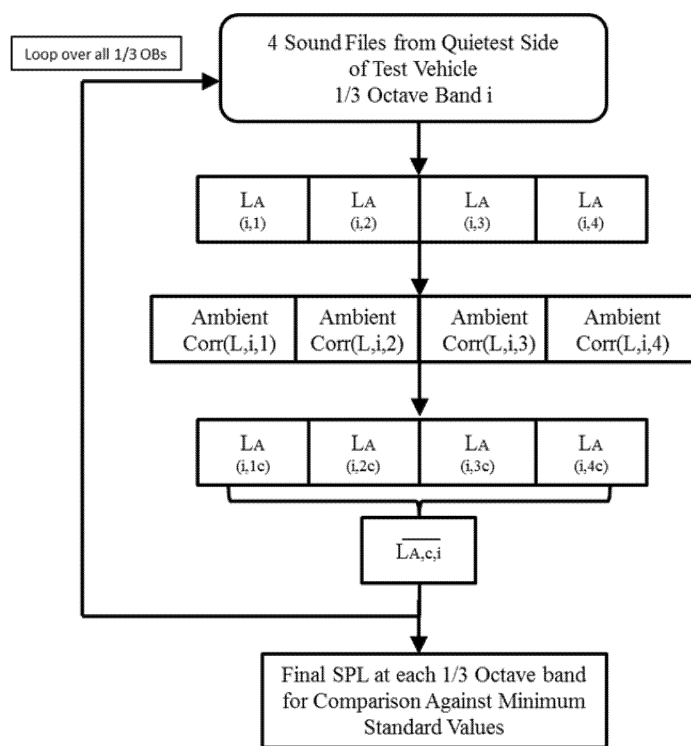 Loop over all 1/3 OBs
4 Sound Files from Quietest Side
of Test Vehicle
1/3 Octave Band i
LA LA LA LA
(i,1) (i,2) (i,3) (i,4)
Ambient Ambient Ambient Ambient
Corr(L,i,1) Corr(L,i,2) Corr(L,i,3) Corr(L,i,4)
LA LA LA LA
(i,1c) (i,2c) (i,3c) (i,4c)
LA,c,i
Final SPL at each 1/3 Octave band
for Comparison Against Minimum
Standard Values